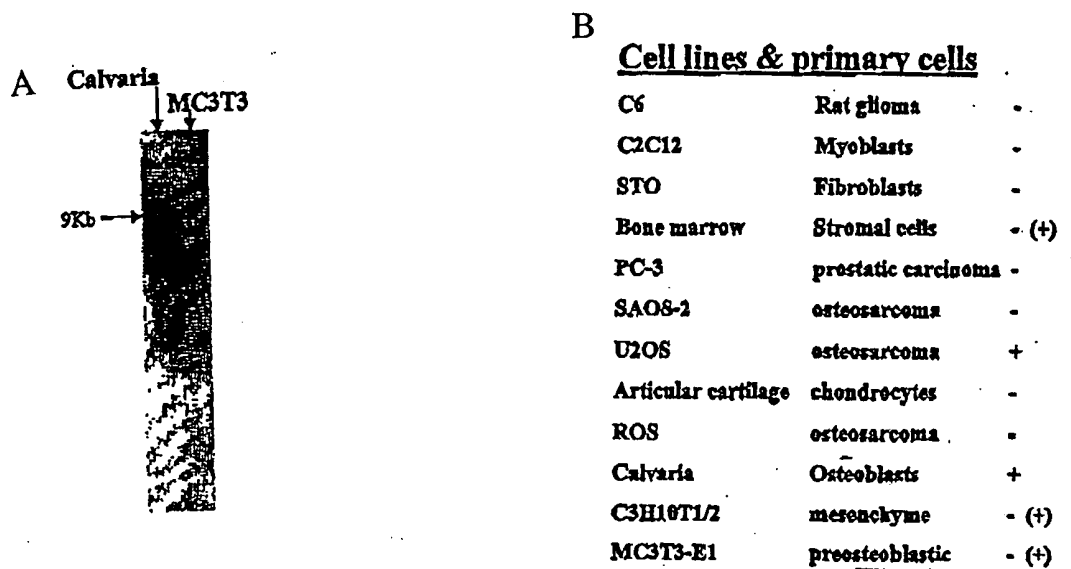 A
Calvaria
MC3T3
9Kb
B
Cell lines & primary cells
C6 Rat glioma -
C2C12 Myoblasts -
STO Fibroblasts -
Bone marrow Stromal cells - (+)
PC-3 prostatic carcinoma -
SAOS-2 osteosarcoma -
U2OS osteosarcoma +
Articular cartilage chondrocytes -
ROS osteosarcoma -
Calvaria Osteoblasts +
C3H10T1/2 mesenchyme - (+)
MC3T3-E1 preosteoblastic - (+)